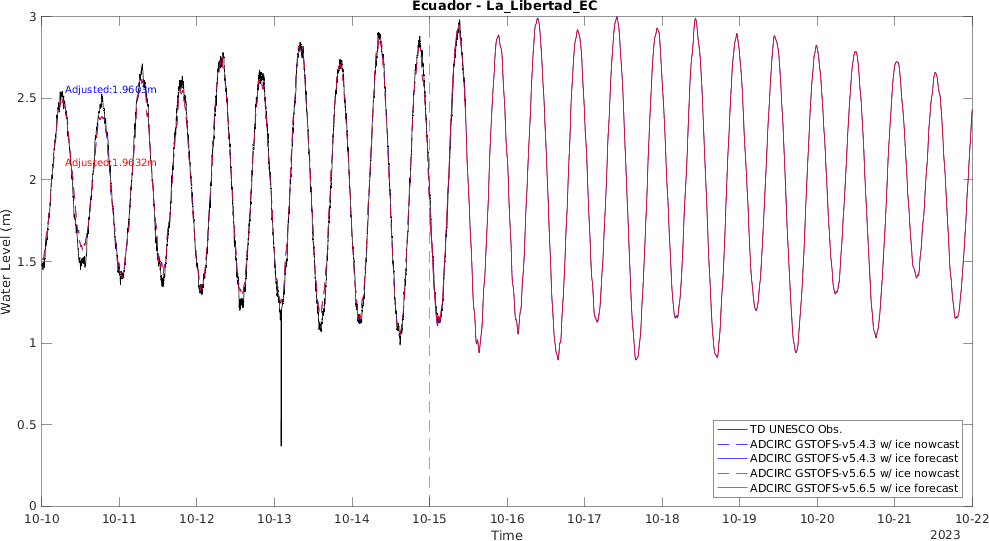 Ecuador - La_Libertad_EC
3
2.5
2
1.5
1
0.5
0
Water Level (m)
Adjusted:1.9603m
Adjusted:1.9632m
TD UNESCO Obs.
ADCIRC GSTOFS-v5.4.3 w/ ice nowcast
ADCIRC GSTOFS-v5.4.3 w/ ice forecast
ADCIRC GSTOFS-v5.6.5 w/ ice nowcast
ADCIRC GSTOFS-v5.6.5 w/ ice forecast
10-10 10-11 10-12 10-13 10-14 10-15 10-16 10-17 10-18 10-19 10-20 10-21 10-22
Time
2023